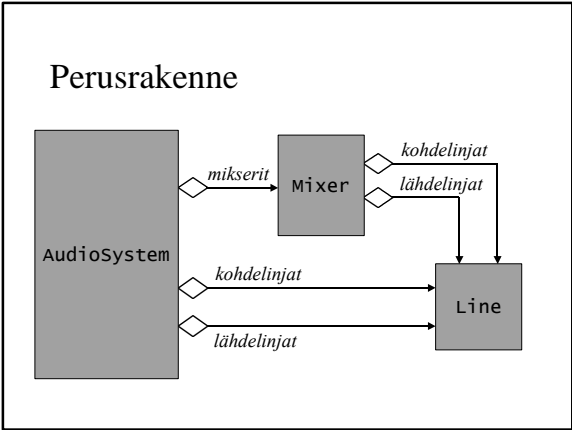 Perusrakenne
kohdelinjat
mikserit
Mixer
lähdelinjat
AudioSystem
kohdelinjat
Line
lähdelinjat